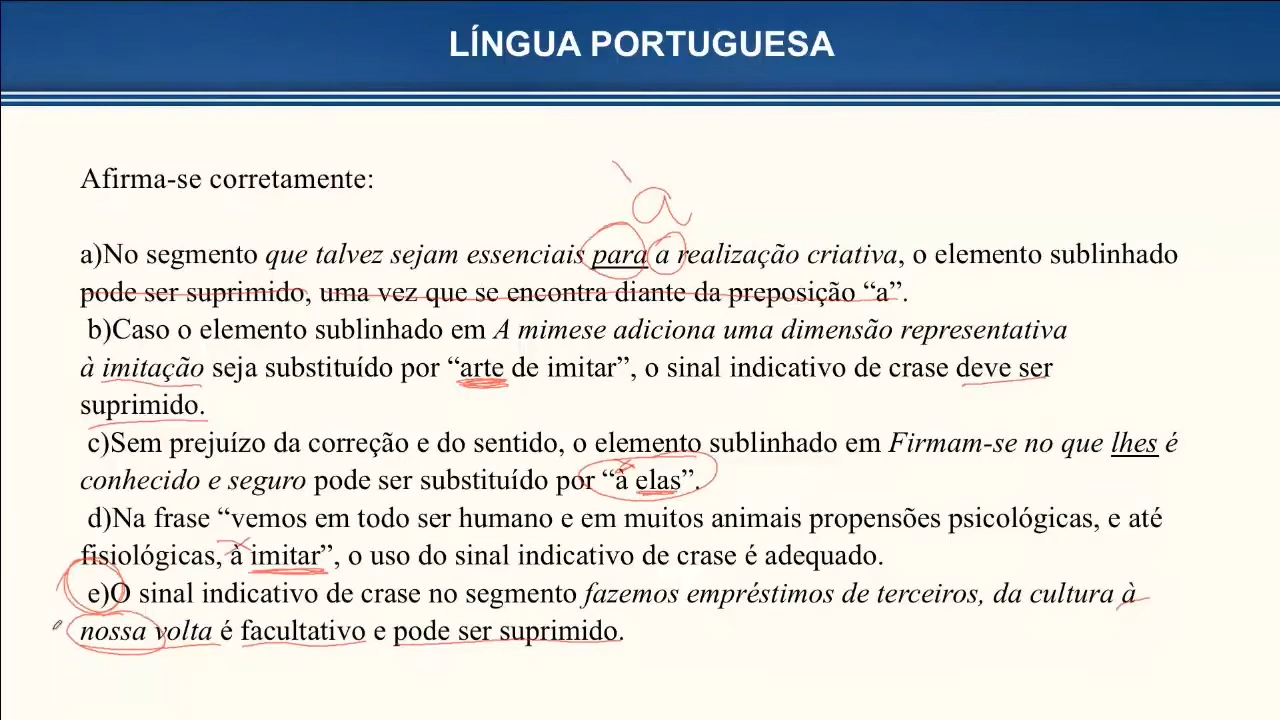 LÍNGUA PORTUGUESA
Afirma-se corretamente:
à
a)No segmento que talvez sejam essenciais para a realização criativa, o elemento sublinhado
pode ser suprimido, uma vez que se encontra diante da preposição “a”.
b)Caso o elemento sublinhado em A mimese adiciona uma dimensão representativa
à imitação seja substituído por “arte de imitar”, o sinal indicativo de crase deve ser
suprimido.
c)Sem prejuízo da correção e do sentido, o elemento sublinhado em Firmam-se no que lhes é
conhecido e seguro pode ser substituído por “à elas”.
d)Na frase “vemos em todo ser humano e em muitos animais propensões psicológicas, e até
fisiológicas, à imitar”, o uso do sinal indicativo de crase é adequado.
e)O sinal indicativo de crase no segmento fazemos empréstimos de terceiros, da cultura à
nossa volta é facultativo e pode ser suprimido.